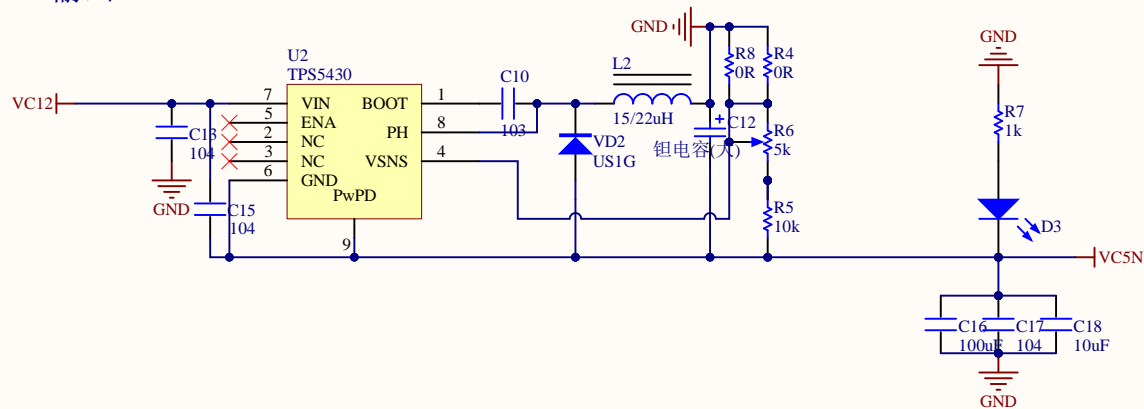 GND
U2
TPS5430
VC12
7
VIN
BOOT
1
5
ENA
PH
8
2
NC
3
NC
VSNS
4
6
GND
PwPD
9
C13
104
GND
C15
104
C10
103
VD2
US1G
L2
15/22uH
C12
钽电容(大)
R8
0R
R4
0R
R6
5k
R5
10k
GND
R7
1k
D3
VC5N
C16
100uF
C17
104
C18
10uF
GND